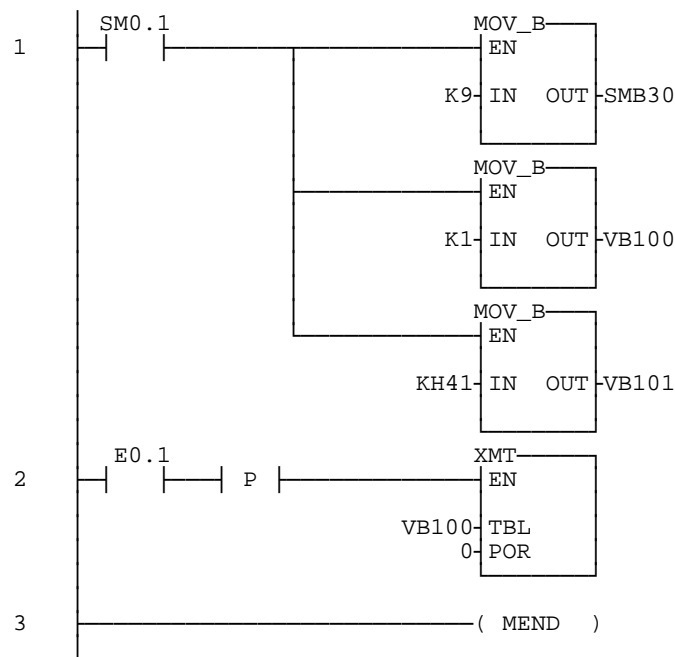 SM0.1 MOV_B
1 EN
K9 IN OUT SMB30
MOV_B
EN
K1 IN OUT VB100
MOV_B
EN
KH41 IN OUT VB101
E0.1 XMT
2 P EN
VB100 TBL
0 POR
3 ( MEND )